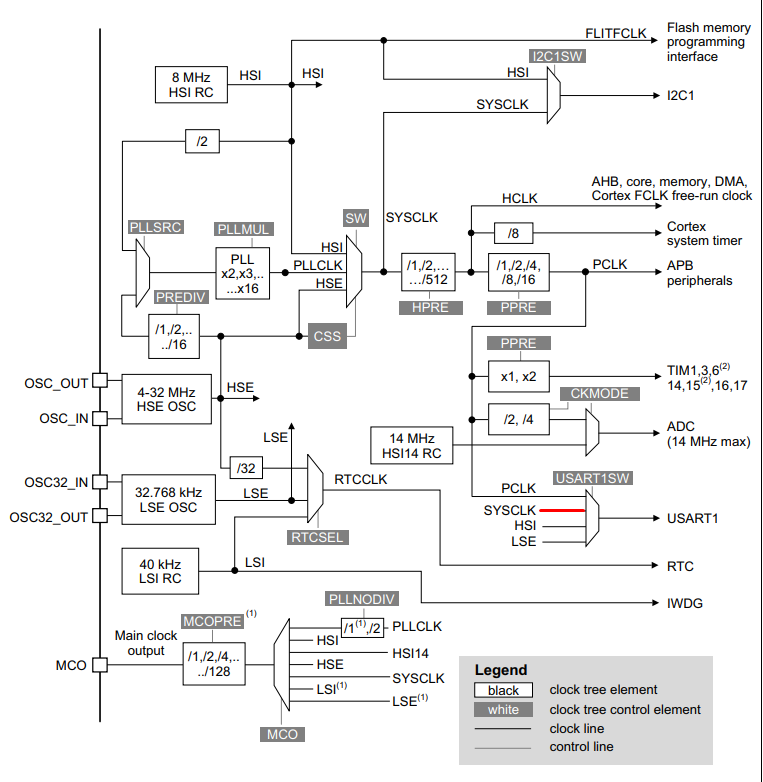 FLITFCLK
Flash memory
programming
interface
8 MHz
HSI RC
HSI
HSI
I2C1SW
HSI
SYSCLK
I2C1
/2
AHB, core, memory, DMA,
Cortex FCLK free-run clock
HCLK
/8
Cortex
system timer
PLLSRC
PLLMUL
PLL
x2,x3,..
...x16
SW
SYSCLK
HSI
PLLCLK
HSE
/1,/2,...
.../512
HPRE
/1,/2,/4,
/8,/16
PPRE
PCLK
APB
peripherals
PREDIV
/1,/2,..
../16
CSS
PPRE
x1, x2
TIM1,3,6(2)
14,15(2),16,17
OSC_OUT
OSC_IN
4-32 MHz
HSE OSC
HSE
CKMODE
/2, /4
14 MHz
HSI14 RC
ADC
(14 MHz max)
LSE
/32
OSC32_IN
OSC32_OUT
32.768 kHz
LSE OSC
LSE
RTCCLK
RTCSEL
USART1SW
PCLK
SYSCLK
HSI
LSE
USART1
40 kHz
LSI RC
LSI
RTC
IWDG
PLLNODIV
/1(1),/2
PLLCLK
MCOPRE (1)
Main clock
output
MCO
/1,/2,/4,..
../128
HSI
HSI14
HSE
SYSCLK
LSI(1)
LSE(1)
MCO
Legend
black clock tree element
white clock tree control element
clock line
control line